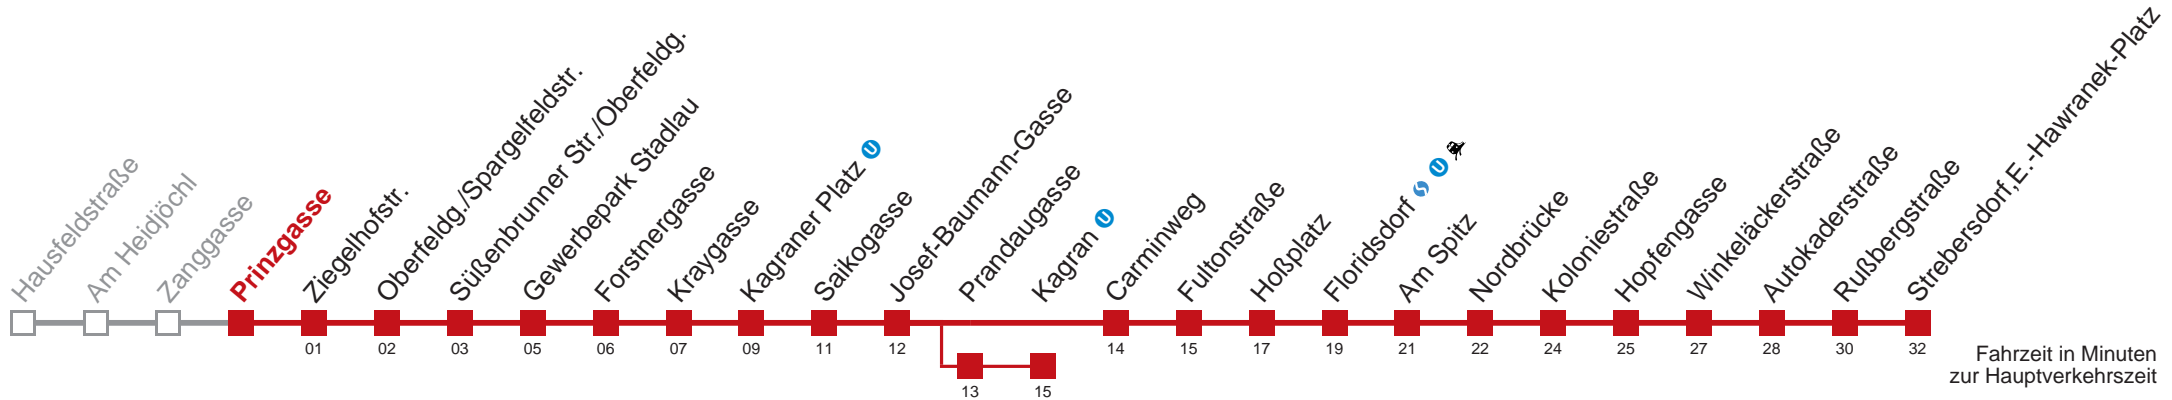 Hausfeldstraße
Am Heidjöchl
Zanggasse
Prinzgasse
Ziegelhofstr.
Oberfeldg./Spargelfeldstr.
Süßenbrunner Str./Oberfeldg.
Gewerbepark Stadlau
Forstnergasse
Kraygasse
Kagraner Platz U
Saikogasse
Josef-Baumann-Gasse
Prandaugasse
Kagran U
Carminweg
Fultonstraße
Hoßplatz
Floridsdorf S U
Am Spitz
Nordbrücke
Koloniestraße
Hopfengasse
Winkeläckerstraße
Autokaderstraße
Rußbergstraße
Strebersdorf,E.-Hawranek-Platz
01 02 03 05 06 07 09 11 12 14 15 17 19 21 22 24 25 27 28 30 32
13 15
Fahrzeit in Minuten
zur Hauptverkehrszeit